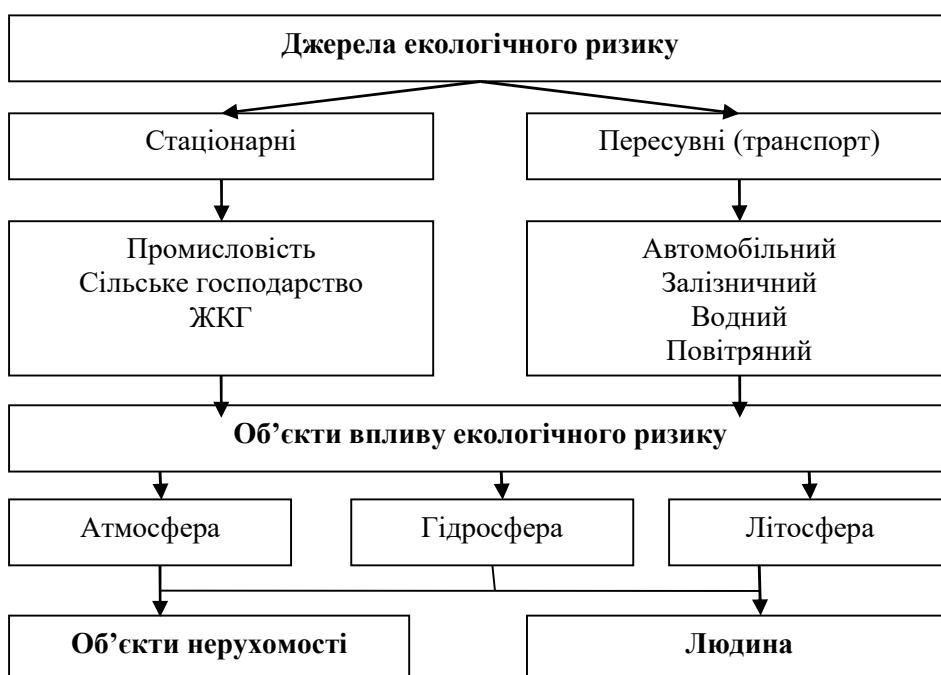 Джерела екологічного ризику
Стаціонарні
Пересувні (транспорт)
Промисловість
Сільське господарство
ЖКГ
Автомобільний
Залізничний
Водний
Повітряний
Об’єкти впливу екологічного ризику
Атмосфера
Гідросфера
Літосфера
Об’єкти нерухомості
Людина